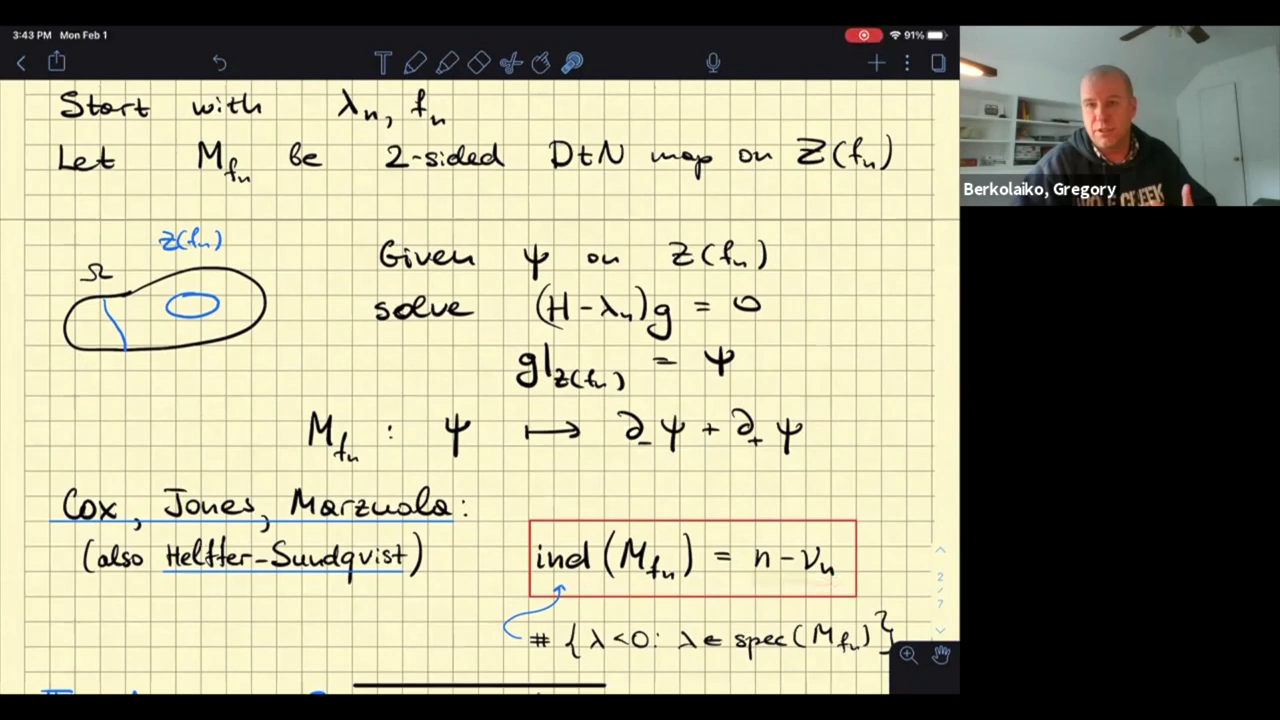 3:43 PM Mon Feb 1
91%
Start with λn, fn
Let Mfn be 2-sided DtN map on Z(fn)
Z(fn)
Ω
Given ψ on Z(fn)
solve (H-λn)g = 0
g|Z(fn) = ψ
Mfn : ψ ↦ ∂-ψ + ∂+ψ
Cox, Jones, Marzuola:
(also Helffer-Sundqvist)
ind(Mfn) = n - νn
# {λ<0: λ ∈ spec(Mfn)}
2
/
7
Berkolaiko, Gregory